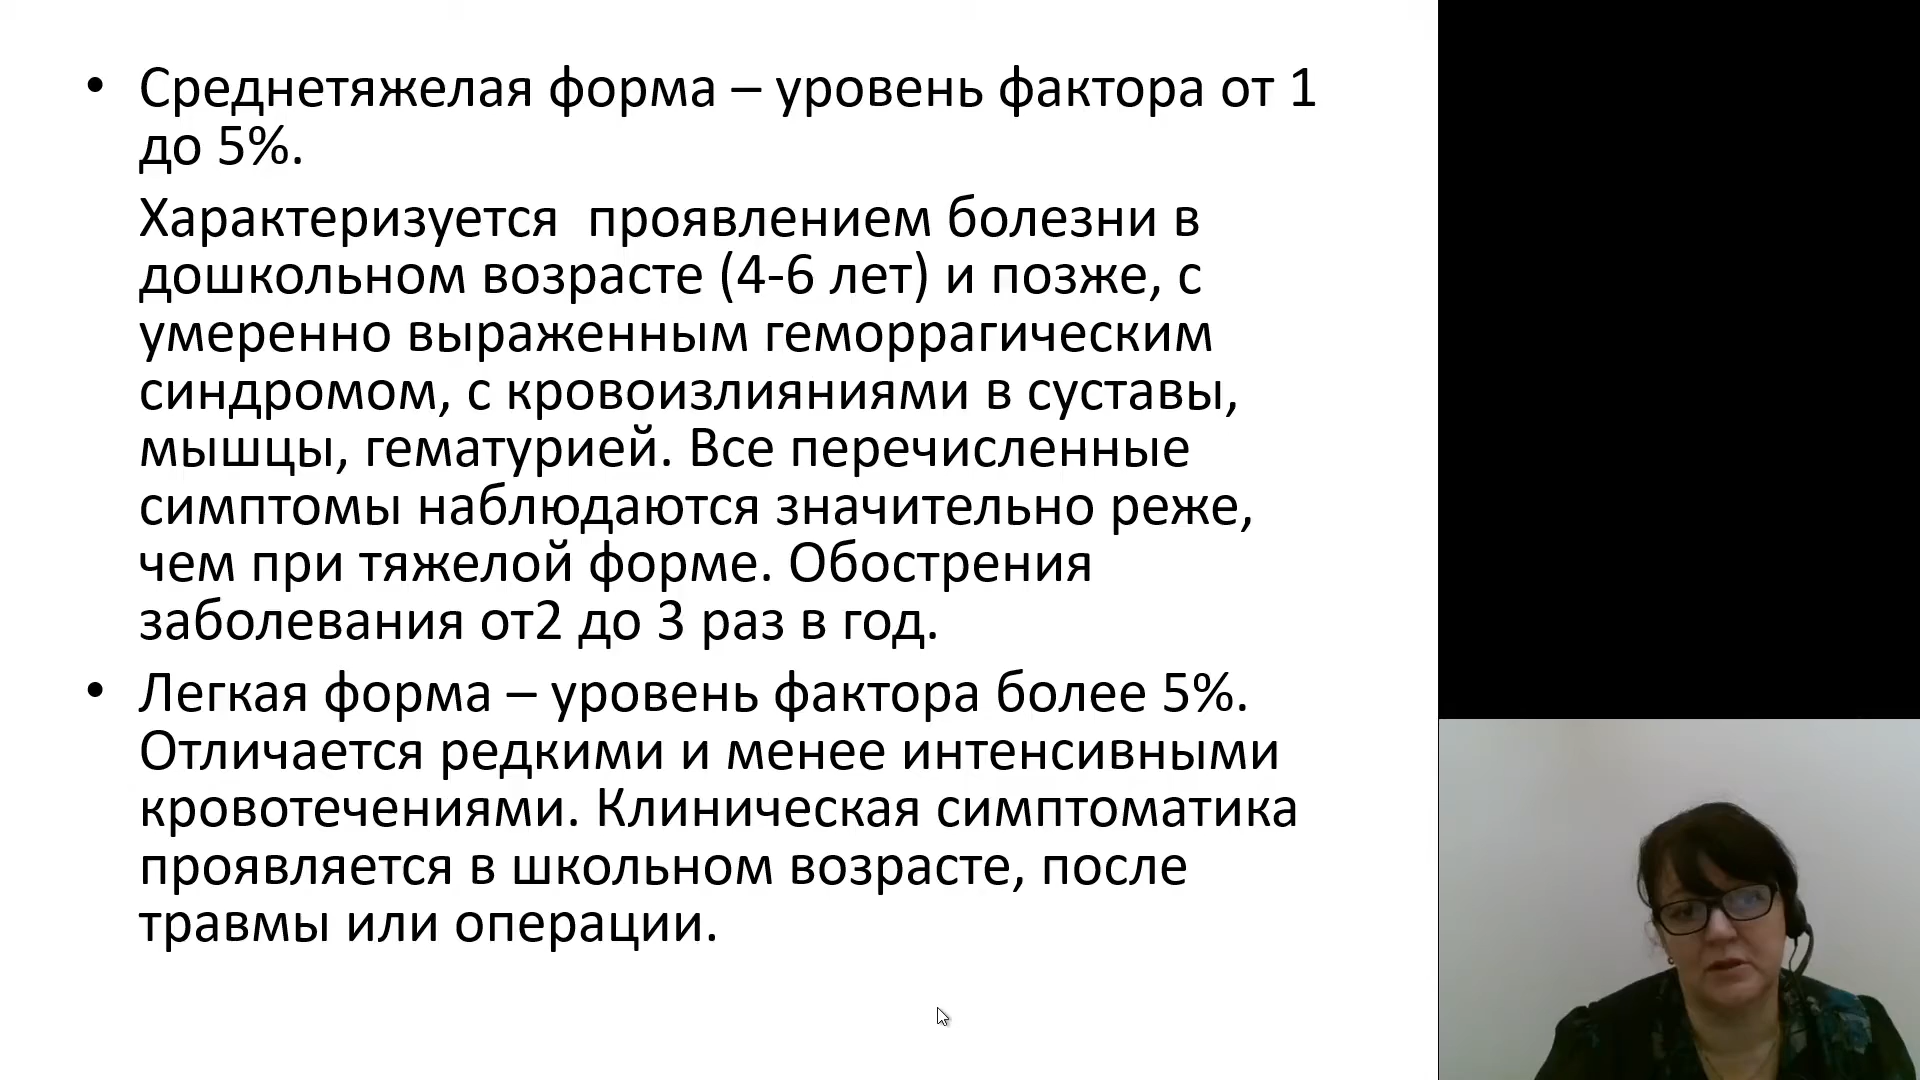 • Среднетяжелая форма – уровень фактора от 1
до 5%.
Характеризуется  проявлением болезни в
дошкольном возрасте (4-6 лет) и позже, с
умеренно выраженным геморрагическим
синдромом, с кровоизлияниями в суставы,
мышцы, гематурией. Все перечисленные
симптомы наблюдаются значительно реже,
чем при тяжелой форме. Обострения
заболевания от2 до 3 раз в год.
• Легкая форма – уровень фактора более 5%.
Отличается редкими и менее интенсивными
кровотечениями. Клиническая симптоматика
проявляется в школьном возрасте, после
травмы или операции.